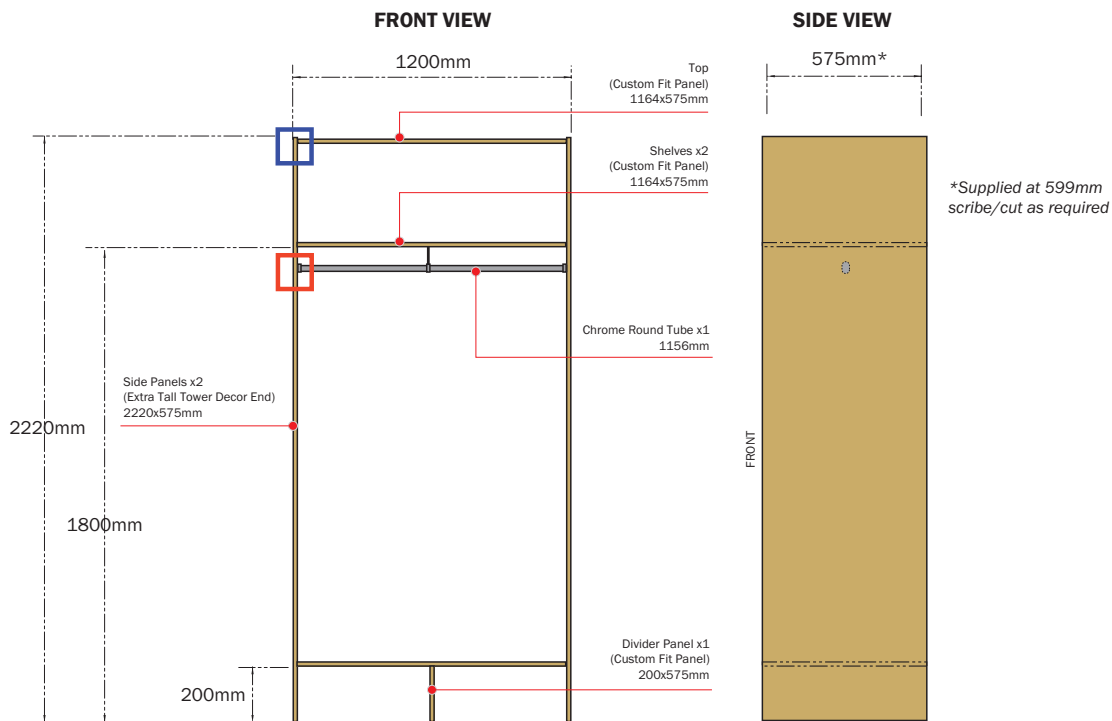 FRONT VIEW
SIDE VIEW
1200mm
575mm*
Top
(Custom Fit Panel)
1164x575mm
Shelves x2
(Custom Fit Panel)
1164x575mm
*Supplied at 599mm
scribe/cut as required
Chrome Round Tube x1
1156mm
Side Panels x2
(Extra Tall Tower Decor End)
2220x575mm
2220mm
FRONT
1800mm
Divider Panel x1
(Custom Fit Panel)
200x575mm
200mm